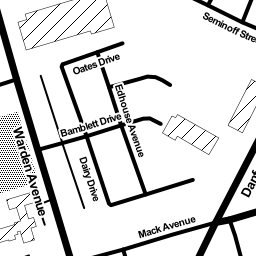 Seminoff Stre
Oates Drive
Edhouse Avenue
Bamblett Drive
Warden Avenue
Dairy Drive
Danf
Mack Avenue